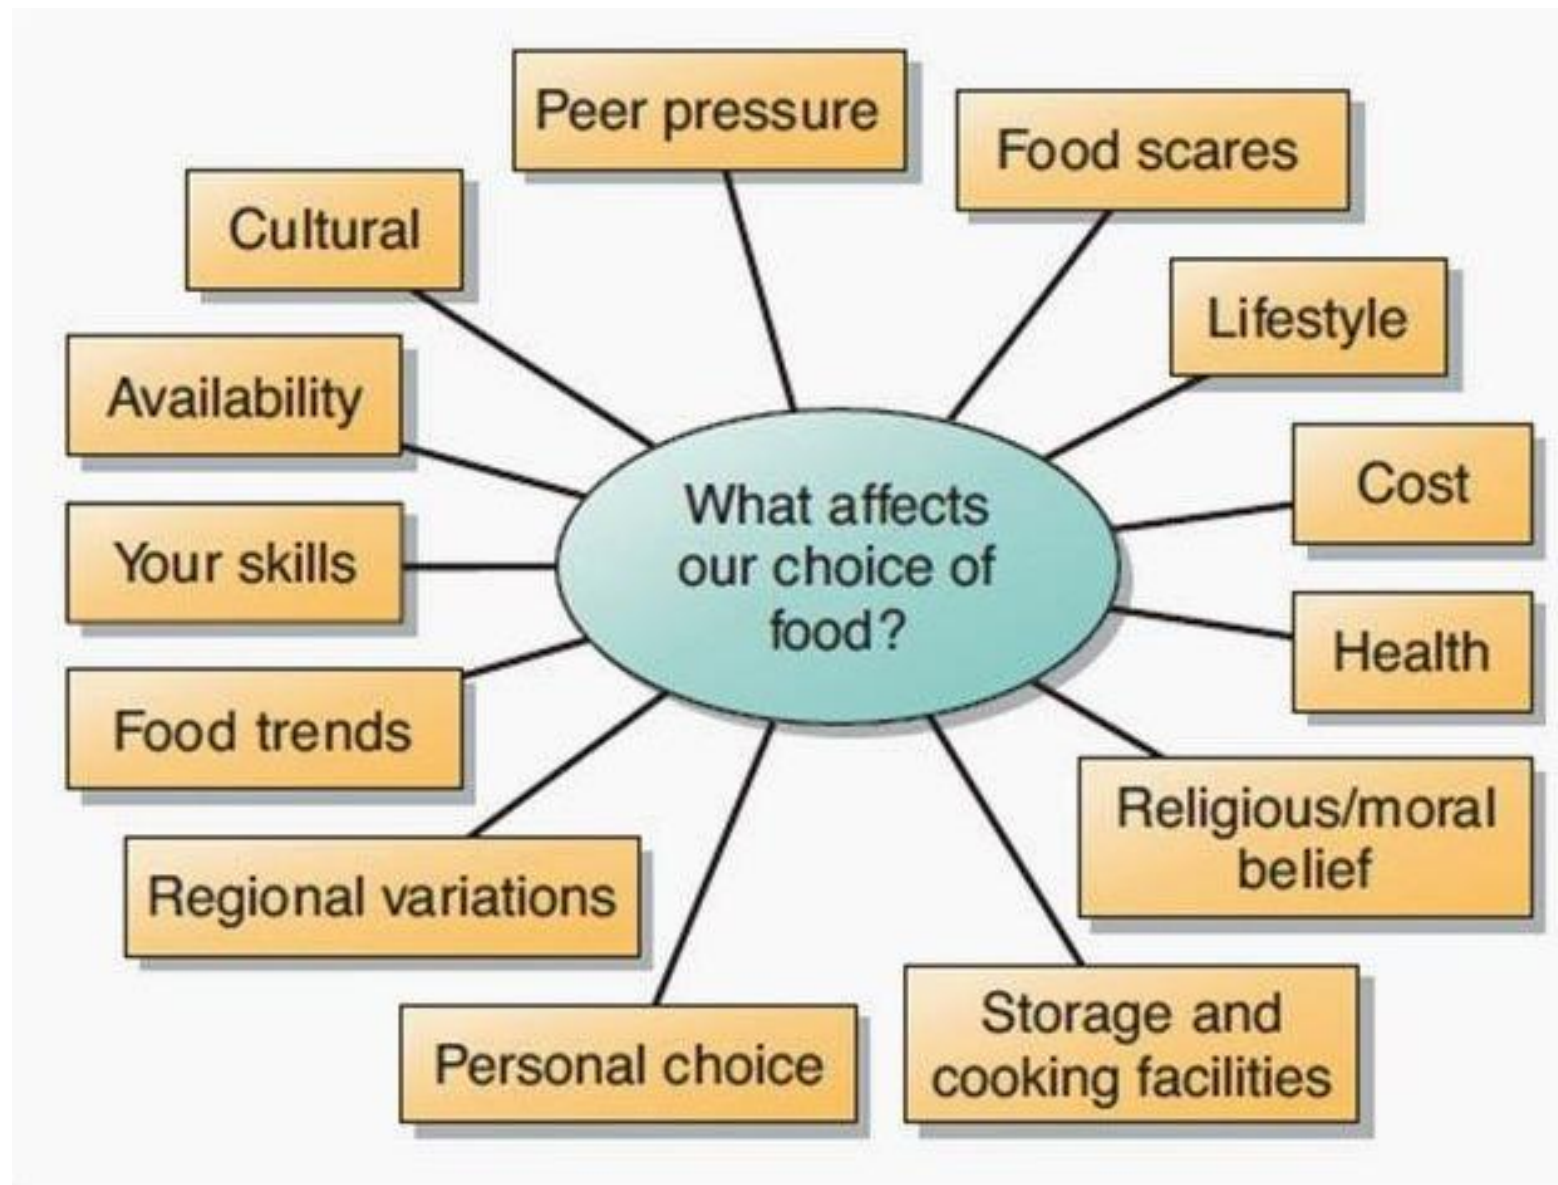 Peer pressure
Food scares
Cultural
Lifestyle
Availability
Cost
What affects
our choice of
food?
Your skills
Health
Food trends
Religious/moral
belief
Regional variations
Storage and
cooking facilities
Personal choice